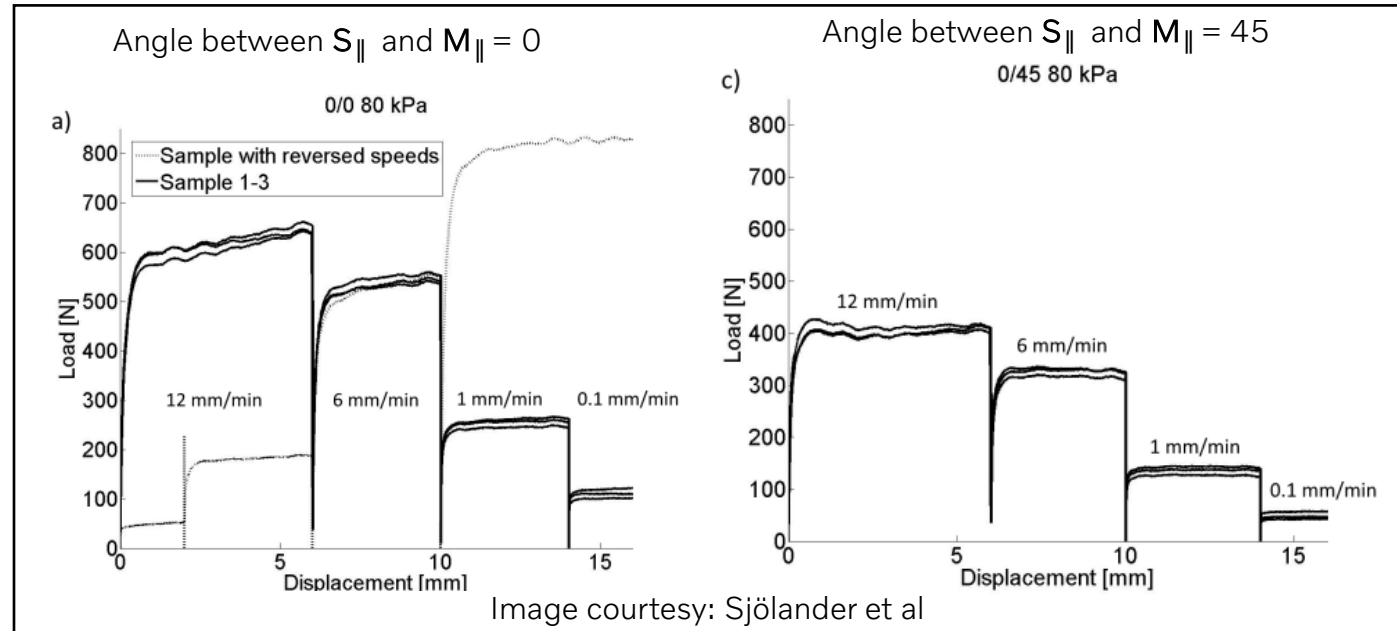 Angle between S∥ and M∥ = 0
0/0 80 kPa
a)
Sample with reversed speeds
Sample 1-3
800
700
600
500
400
300
200
100
0
Load [N]
12 mm/min
6 mm/min
1 mm/min
0.1 mm/min
0
5
10
15
Displacement [mm]
Angle between S∥ and M∥ = 45
0/45 80 kPa
c)
800
700
600
500
400
300
200
100
0
Load [N]
12 mm/min
6 mm/min
1 mm/min
0.1 mm/min
0
5
10
15
Displacement [mm]
Image courtesy: Sjölander et al